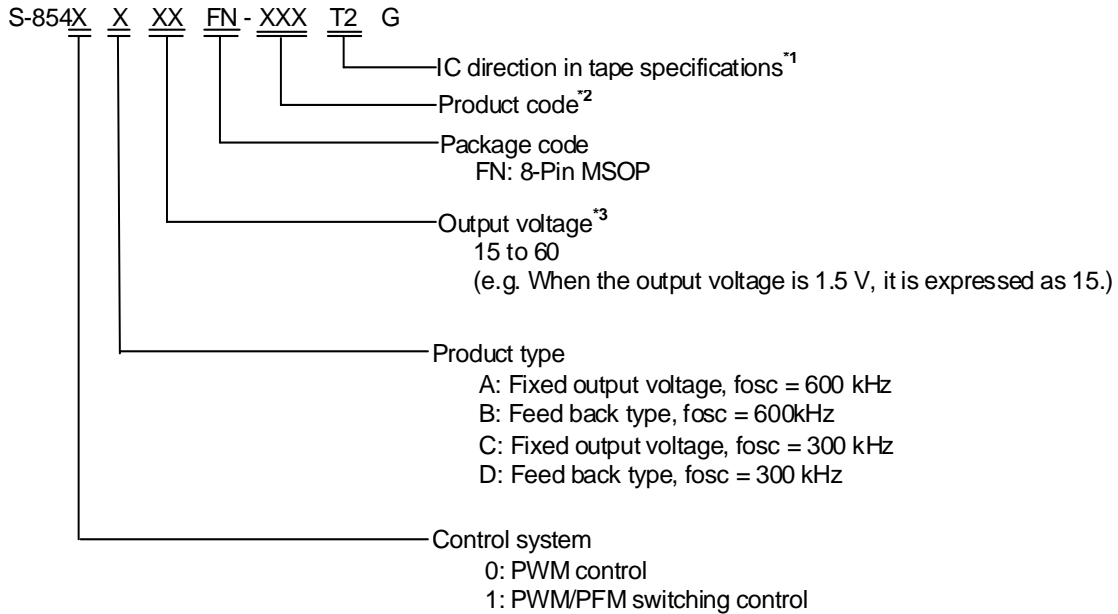 S-854X X XX FN - XXX T2 G
IC direction in tape specifications*1
Product code*2
Package code
FN: 8-Pin MSOP
Output voltage*3
15 to 60
(e.g. When the output voltage is 1.5 V, it is expressed as 15.)
Product type
A: Fixed output voltage, fosc = 600 kHz
B: Feed back type, fosc = 600kHz
C: Fixed output voltage, fosc = 300 kHz
D: Feed back type, fosc = 300 kHz
Control system
0: PWM control
1: PWM/PFM switching control